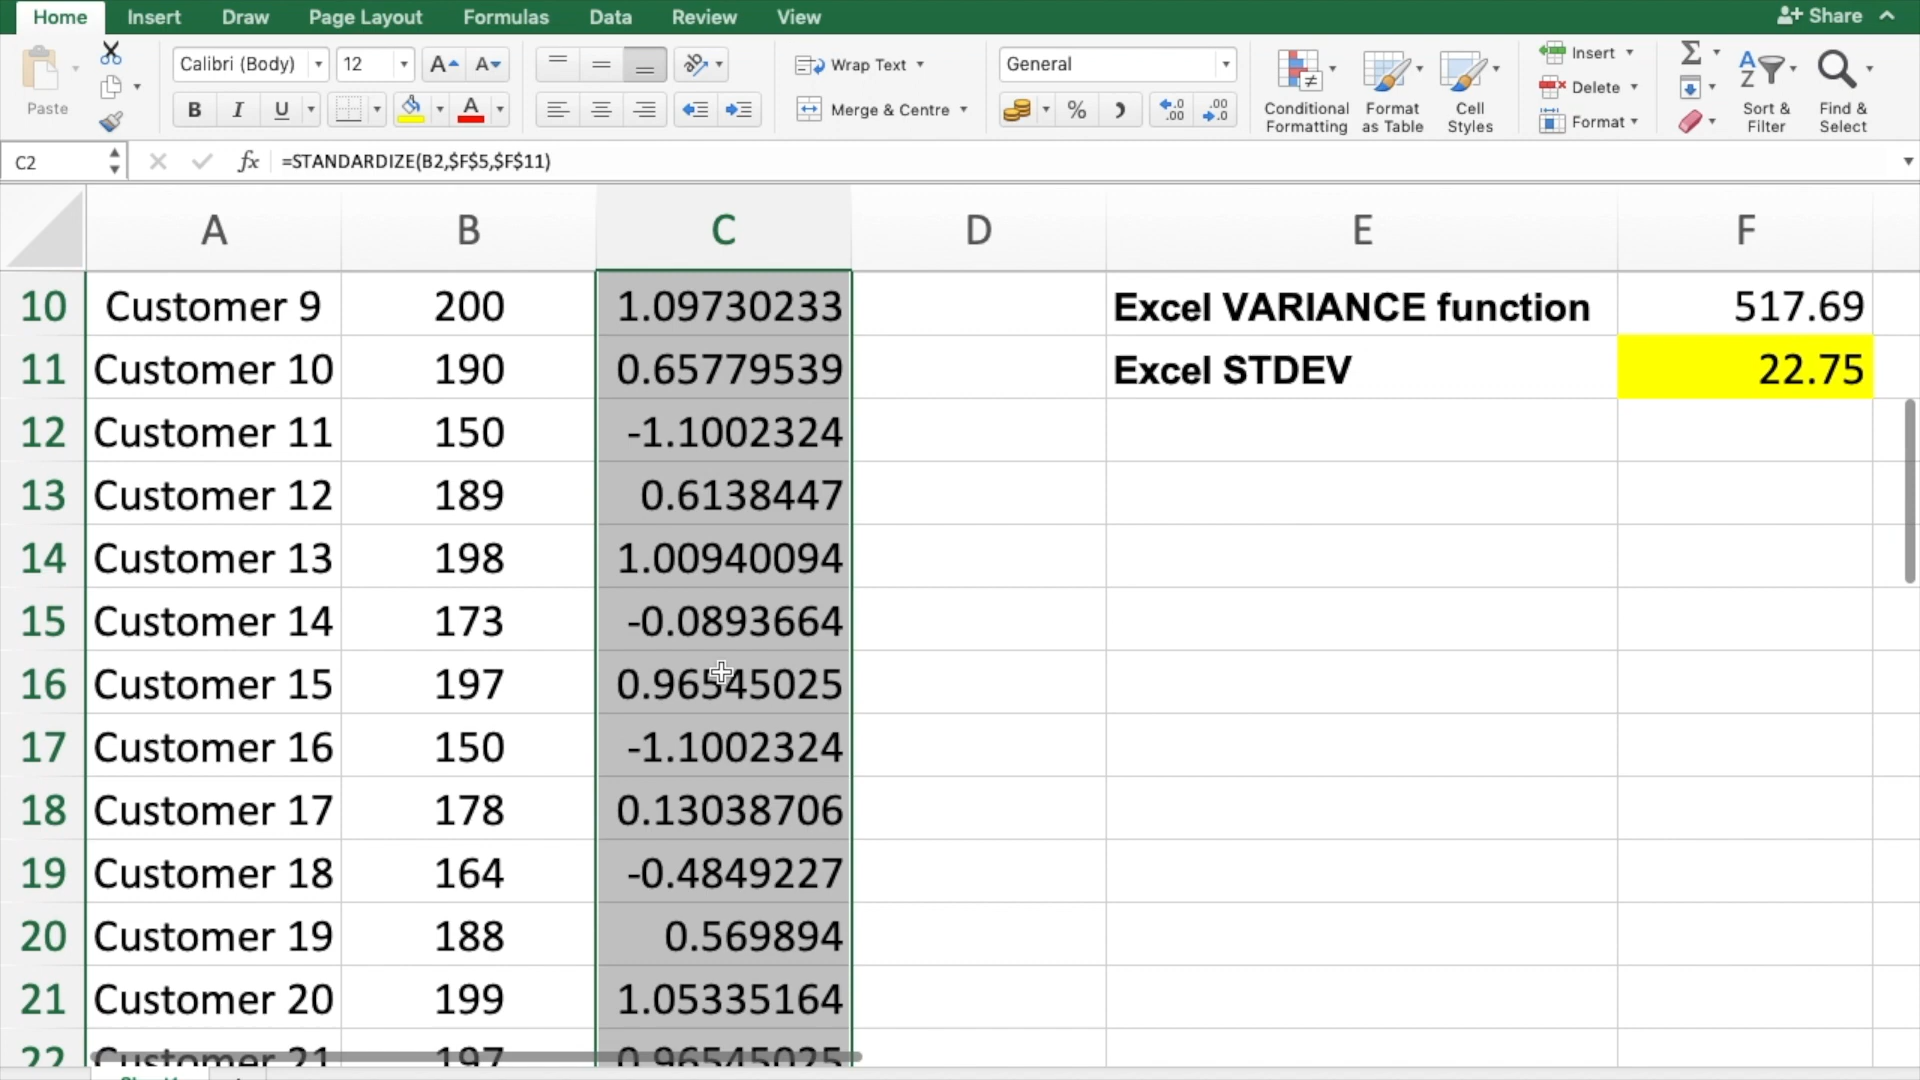 Home Insert Draw Page Layout Formulas Data Review View Share
Paste
Calibri (Body) 12 A A
B I U A
Wrap Text
Merge & Centre
General
%
Conditional Formatting
Format as Table
Cell Styles
Insert
Delete
Format
Sort & Filter
Find & Select
C2 fx =STANDARDIZE(B2,$F$5,$F$11)
A B C D E F
10 Customer 9 200 1.09730233 Excel VARIANCE function 517.69
11 Customer 10 190 0.65779539 Excel STDEV 22.75
12 Customer 11 150 -1.1002324
13 Customer 12 189 0.6138447
14 Customer 13 198 1.00940094
15 Customer 14 173 -0.0893664
16 Customer 15 197 0.96545025
17 Customer 16 150 -1.1002324
18 Customer 17 178 0.13038706
19 Customer 18 164 -0.4849227
20 Customer 19 188 0.569894
21 Customer 20 199 1.05335164
22 Customer 21 197 0.96545025